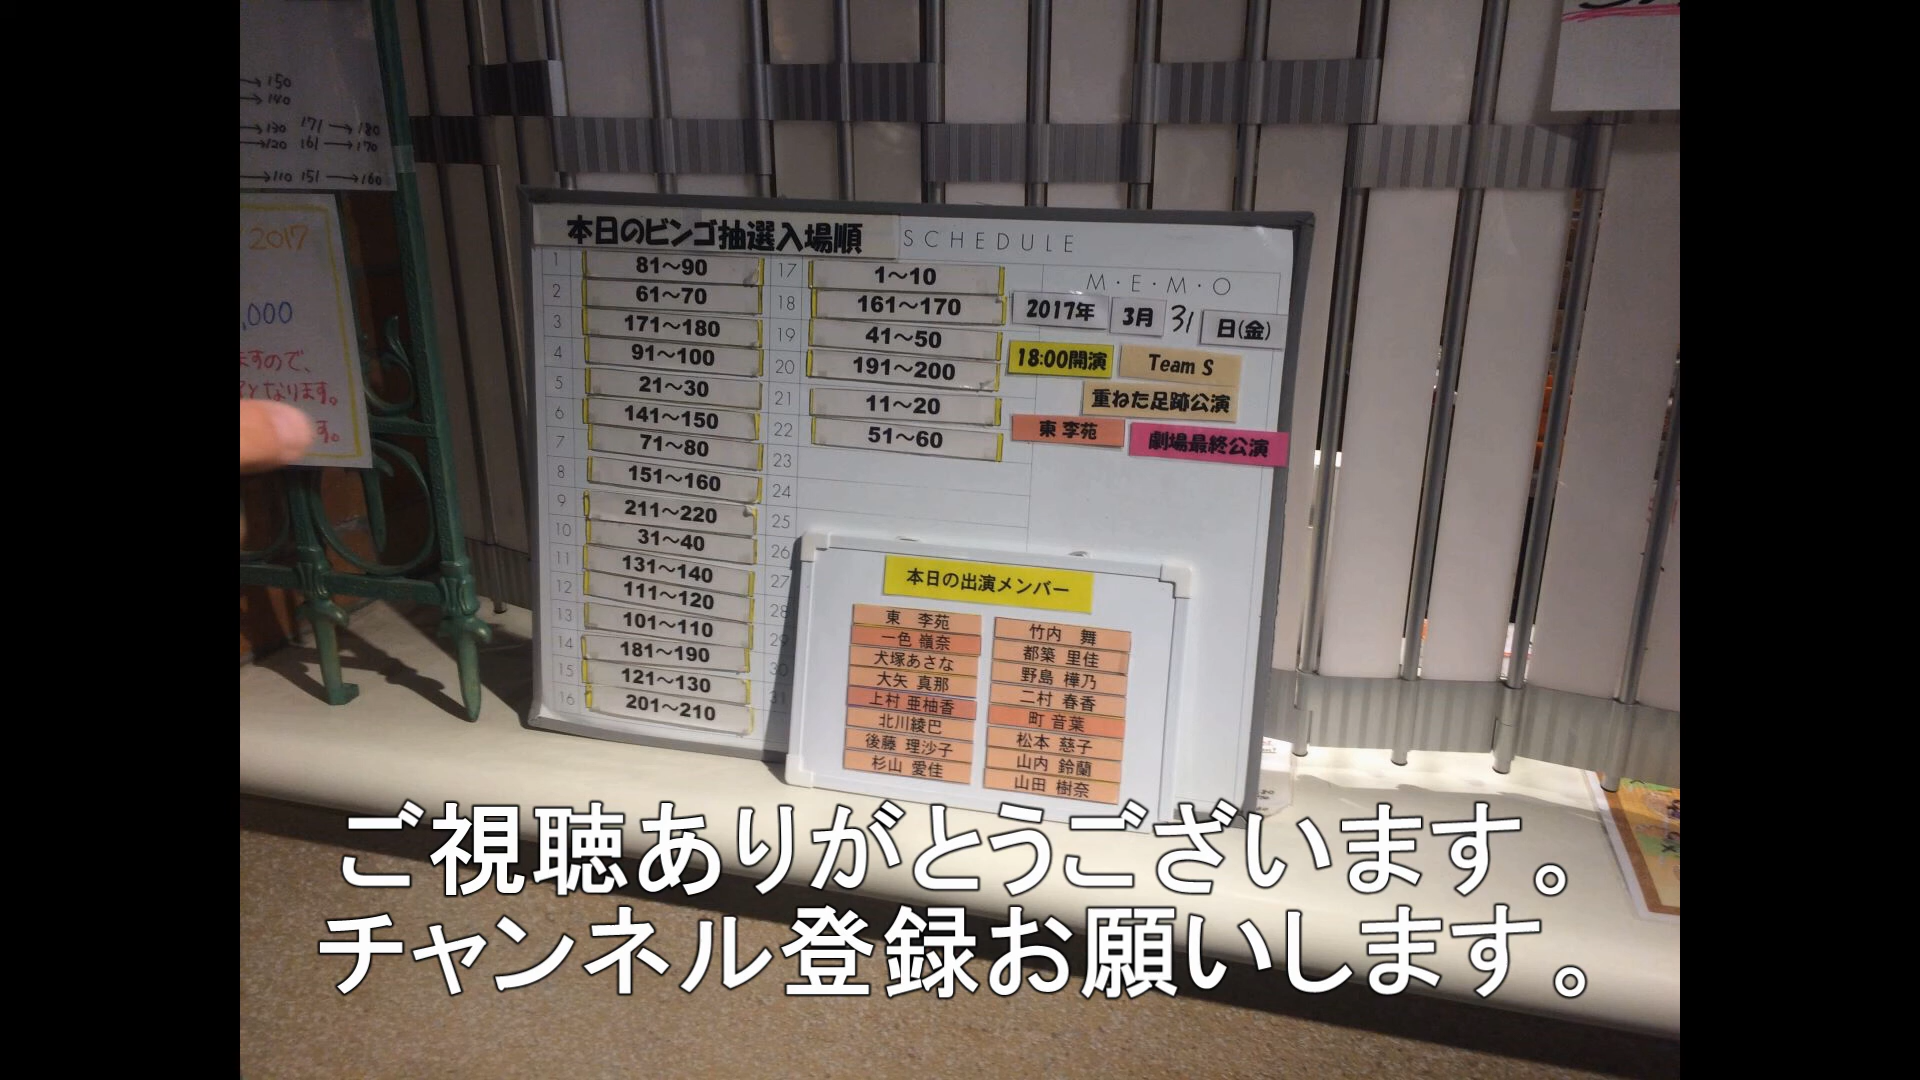 →150
→140
→130 171→180
→120 161→170
→110 151→160
2017
,000
ますので、
となります。
す。
本日のビンゴ抽選入場順
SCHEDULE
1 81～90
2 61～70
3 171～180
4 91～100
5 21～30
6 141～150
7 71～80
8 151～160
9 211～220
10 31～40
11 131～140
12 111～120
13 101～110
14 181～190
15 121～130
16 201～210
17 1～10
18 161～170
19 41～50
20 191～200
21 11～20
22 51～60
23
24
25
26
27
28
29
30
31
M・E・M・O
2017年 3月 31 日(金)
18:00開演 Team S
重ねた足跡公演
東 李苑 劇場最終公演
本日の出演メンバー
東 李苑
一色 嶺奈
犬塚あさな
大矢 真那
上村 亜柚香
北川綾巴
後藤 理沙子
杉山 愛佳
竹内 舞
都築 里佳
野島 樺乃
二村 春香
町 音葉
松本 慈子
山内 鈴蘭
山田 樹奈
ご視聴ありがとうございます。
チャンネル登録お願いします。